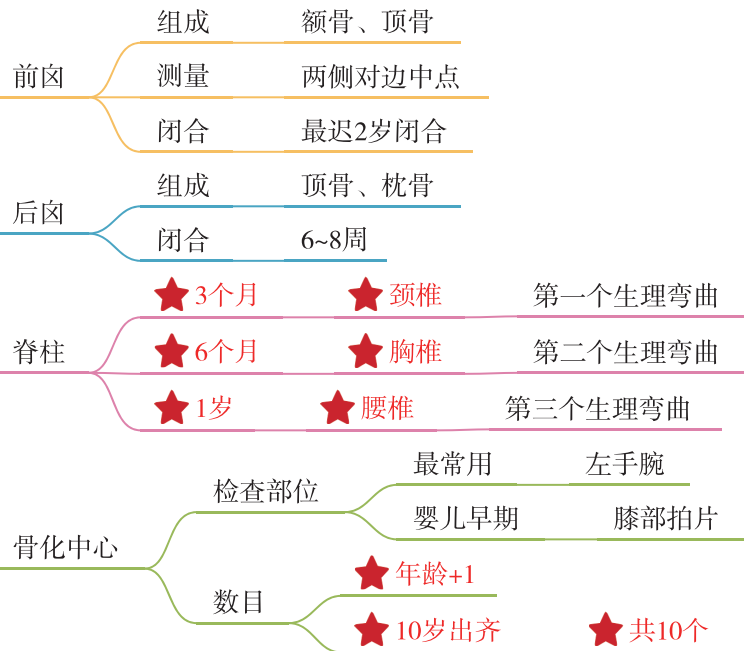 前囟
组成 额骨、顶骨
测量 两侧对边中点
闭合 最迟2岁闭合
后囟
组成 顶骨、枕骨
闭合 6~8周
脊柱
3个月 颈椎 第一个生理弯曲
6个月 胸椎 第二个生理弯曲
1岁 腰椎 第三个生理弯曲
骨化中心
检查部位
最常用 左手腕
婴儿早期 膝部拍片
数目
年龄+1
10岁出齐 共10个